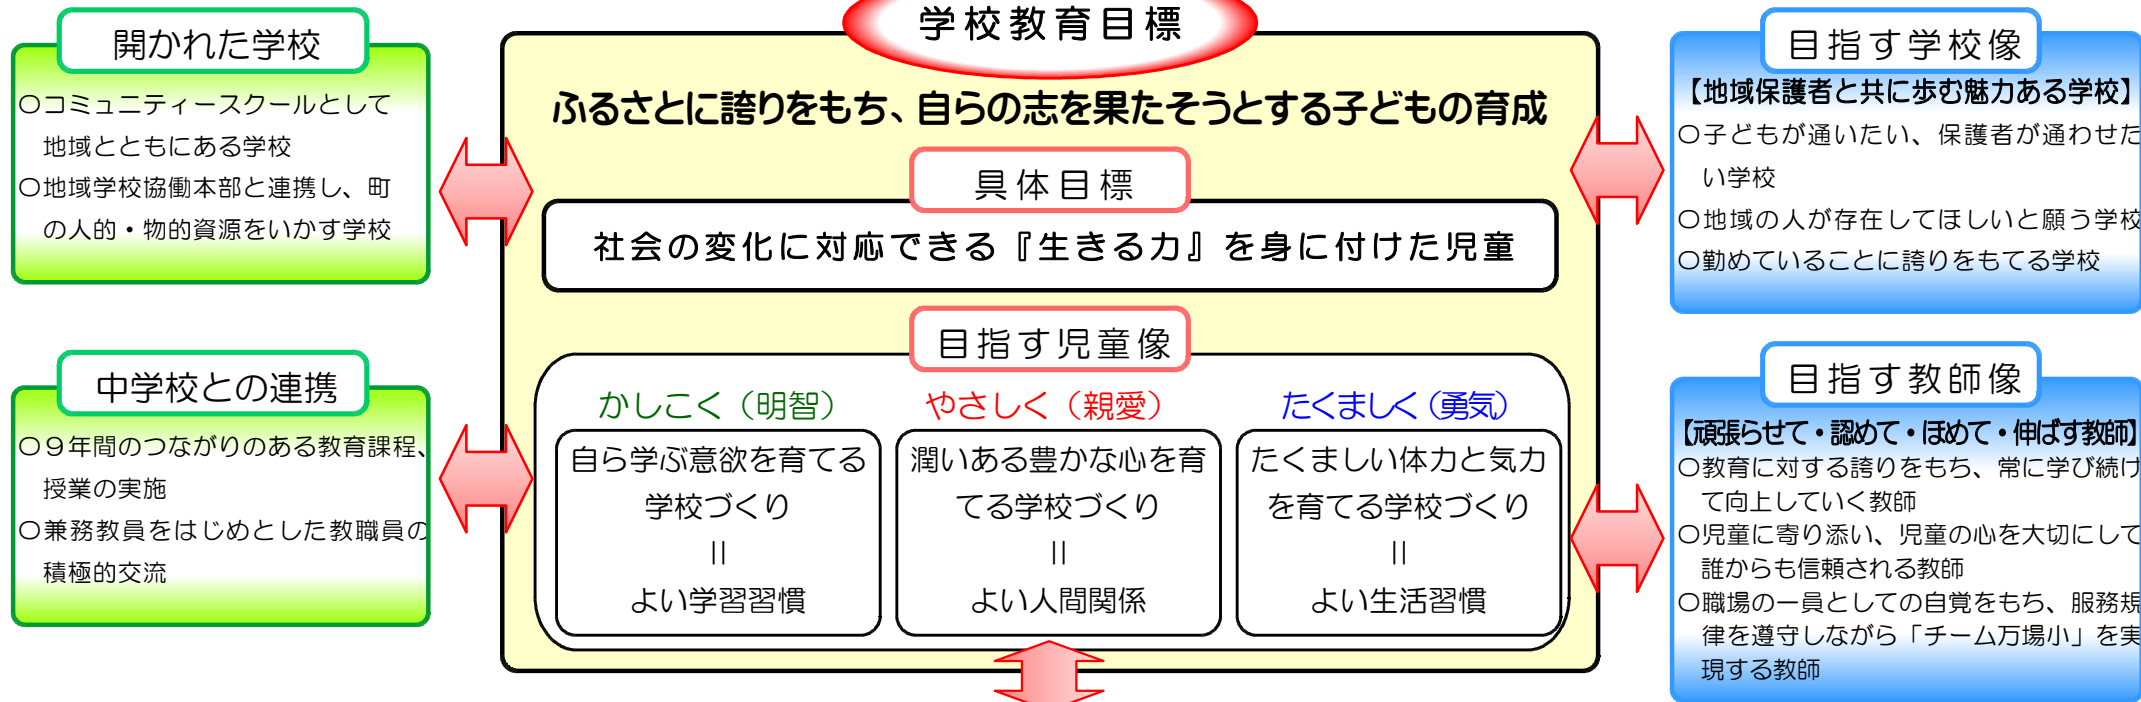 学校教育目標
ふるさとに誇りをもち、自らの志を果たそうとする子どもの育成
具体目標
社会の変化に対応できる『生きる力』を身に付けた児童
目指す児童像
かしこく（明智）
自ら学ぶ意欲を育てる
学校づくり
||
よい学習習慣
やさしく（親愛）
潤いある豊かな心を育
てる学校づくり
||
よい人間関係
たくましく（勇気）
たくましい体力と気力
を育てる学校づくり
||
よい生活習慣
開かれた学校
○コミュニティースクールとして
地域とともにある学校
○地域学校協働本部と連携し、町
の人的・物的資源をいかす学校
中学校との連携
○９年間のつながりのある教育課程、
授業の実施
○兼務教員をはじめとした教職員の
積極的交流
目指す学校像
【地域保護者と共に歩む魅力ある学校】
○子どもが通いたい、保護者が通わせた
い学校
○地域の人が存在してほしいと願う学校
○勤めていることに誇りをもてる学校
目指す教師像
【頑張らせて・認めて・ほめて・伸ばす教師】
○教育に対する誇りをもち、常に学び続け
て向上していく教師
○児童に寄り添い、児童の心を大切にして
誰からも信頼される教師
○職場の一員としての自覚をもち、服務規
律を遵守しながら「チーム万場小」を実
現する教師